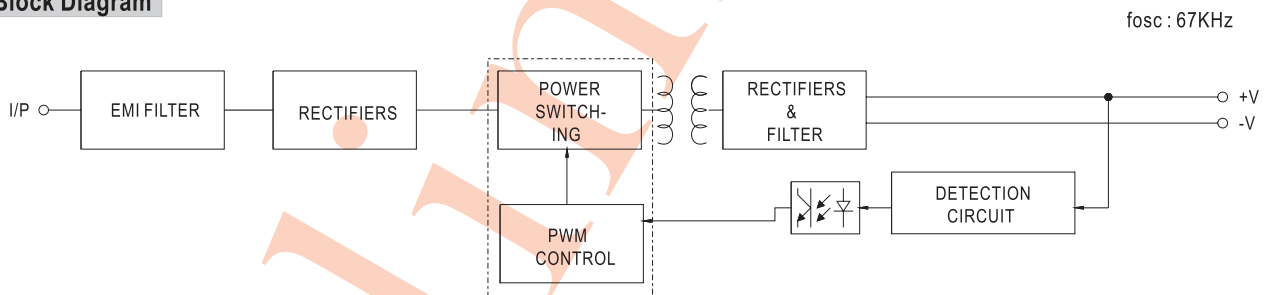 Block Diagram
fosc : 67KHz
I/P
EMI FILTER
RECTIFIERS
POWER
SWITCH-
ING
RECTIFIERS
&
FILTER
+V
-V
DETECTION
CIRCUIT
PWM
CONTROL